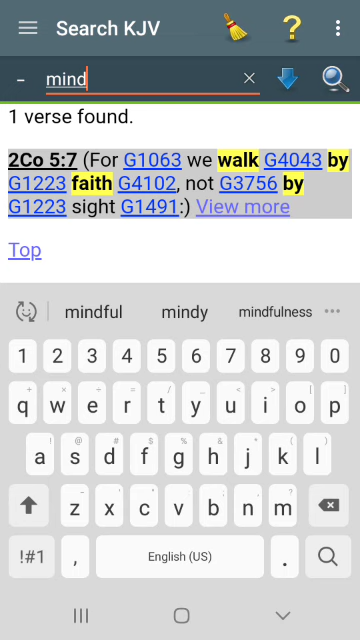 Search KJV
?
- mind ×
1 verse found.
2Co 5:7 (For G1063 we walk G4043 by
G1223 faith G4102, not G3756 by
G1223 sight G1491:) View more
Top
mindful mindy mindfulness
1 2 3 4 5 6 7 8 9 0
+ × ÷ = / _ < > [ ]
q w e r t y u i o p
! @ # $ % & * ( )
a s d f g h j k l
- ' " : ; , ?
z x c v b n m
!#1 , English (US) .